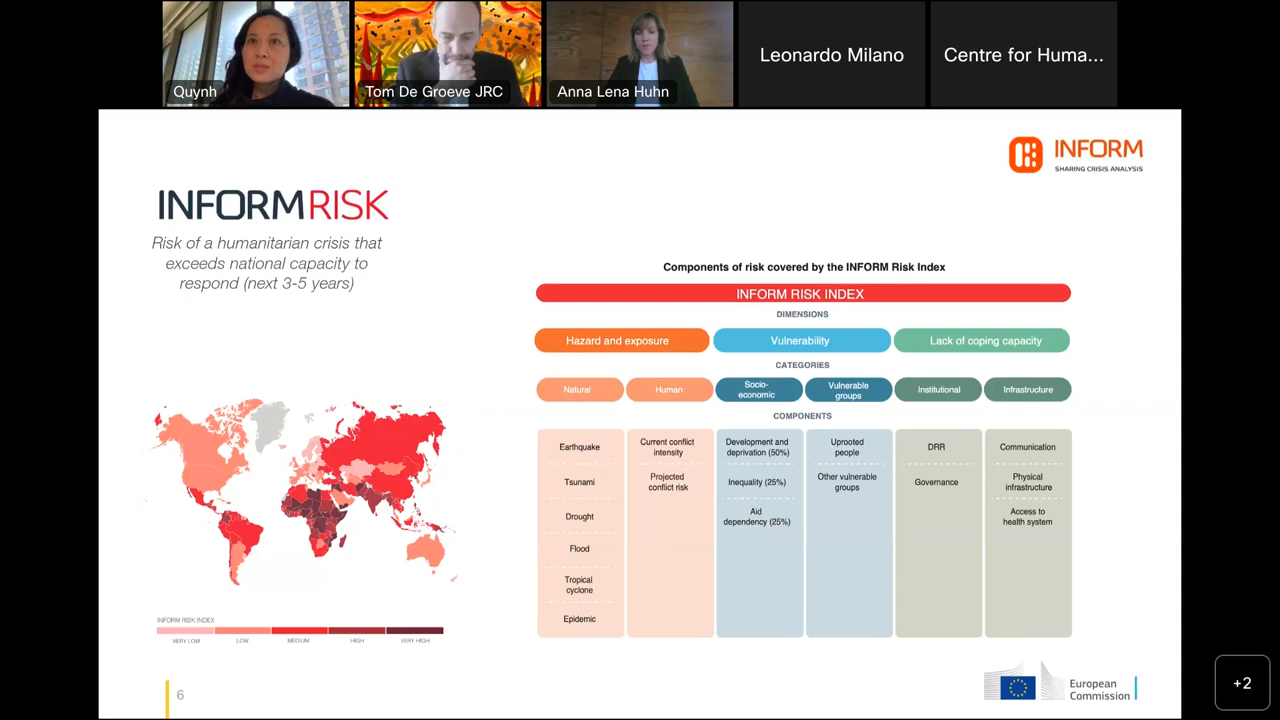 Quynh
Tom De Groeve JRC
Anna Lena Huhn
Leonardo Milano
Centre for Huma...
INFORM
SHARING CRISIS ANALYSIS
INFORMRISK
Risk of a humanitarian crisis that
exceeds national capacity to
respond (next 3-5 years)
Components of risk covered by the INFORM Risk Index
INFORM RISK INDEX
DIMENSIONS
Hazard and exposure
Vulnerability
Lack of coping capacity
CATEGORIES
Natural
Human
Socio-
economic
Vulnerable
groups
Institutional
Infrastructure
COMPONENTS
Earthquake
Tsunami
Drought
Flood
Tropical
cyclone
Epidemic
Current conflict
intensity
Projected
conflict risk
Development and
deprivation (50%)
Inequality (25%)
Aid
dependency (25%)
Uprooted
people
Other vulnerable
groups
DRR
Governance
Communication
Physical
infrastructure
Access to
health system
INFORM RISK INDEX
VERY LOW
LOW
MEDIUM
HIGH
VERY HIGH
6
European
Commission
+2